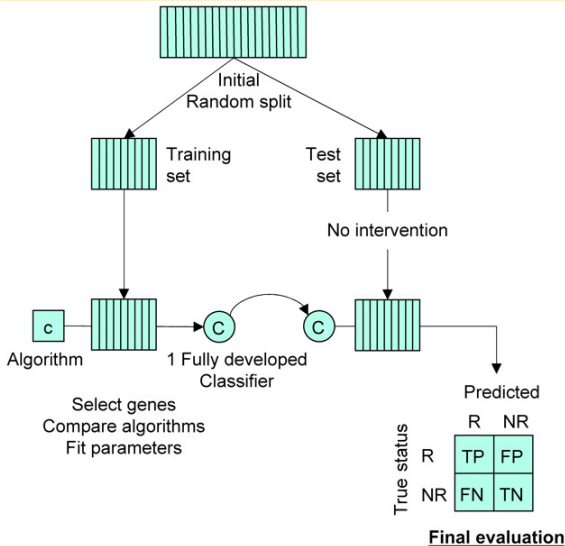 Initial
Random split
Training
set
Test
set
No intervention
c
C
C
Algorithm
1 Fully developed
Classifier
Select genes
Compare algorithms
Fit parameters
Predicted
R NR
True status
R TP FP
NR FN TN
Final evaluation